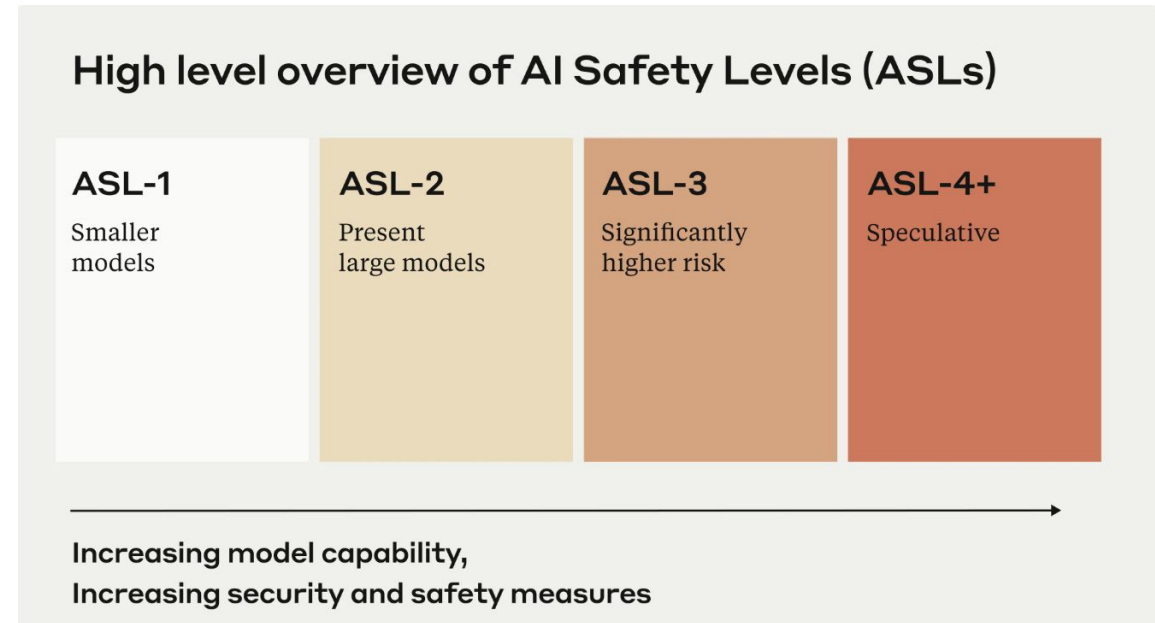 High level overview of AI Safety Levels (ASLs)
ASL-1
Smaller
models
ASL-2
Present
large models
ASL-3
Significantly
higher risk
ASL-4+
Speculative
Increasing model capability,
Increasing security and safety measures